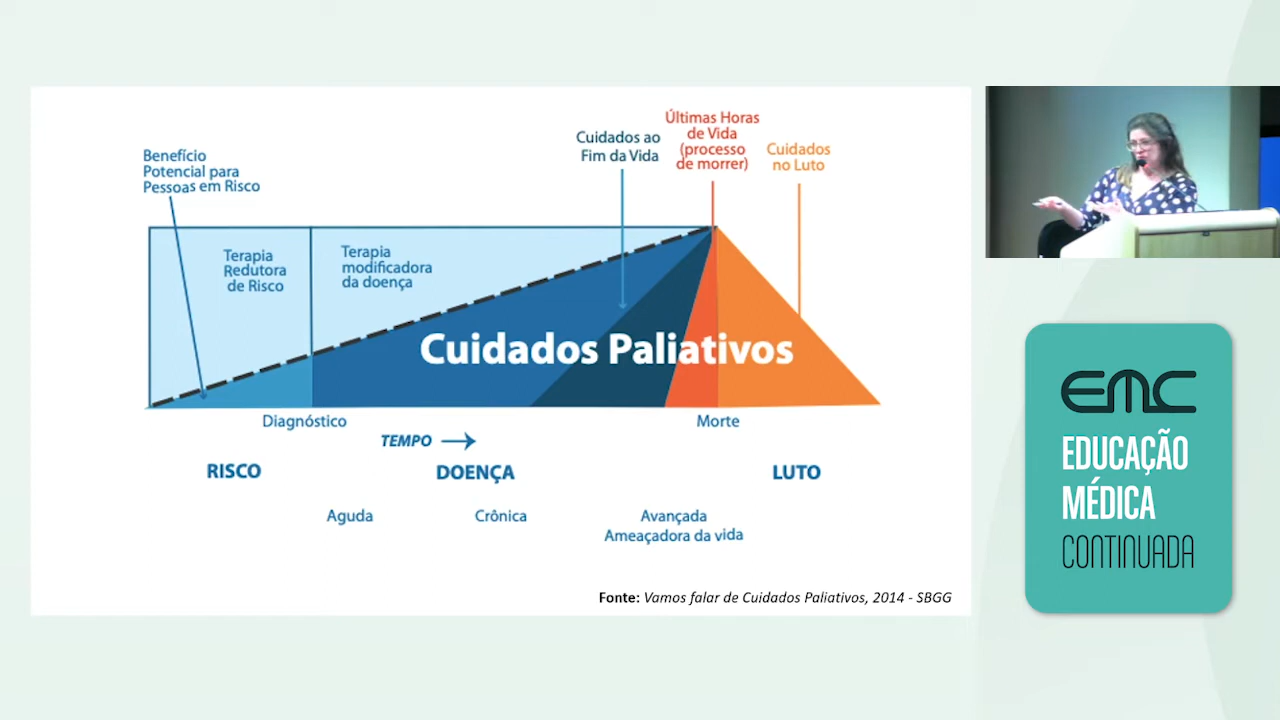 Benefício
Potencial para
Pessoas em Risco
Cuidados ao
Fim da Vida
Últimas Horas
de Vida
(processo
de morrer)
Cuidados
no Luto
Terapia
Redutora
de Risco
Terapia
modificadora
da doença
Cuidados Paliativos
Diagnóstico
Morte
TEMPO
RISCO
DOENÇA
LUTO
Aguda
Crônica
Avançada
Ameaçadora da vida
Fonte: Vamos falar de Cuidados Paliativos, 2014 - SBGG
EMC
EDUCAÇÃO
MÉDICA
CONTINUADA